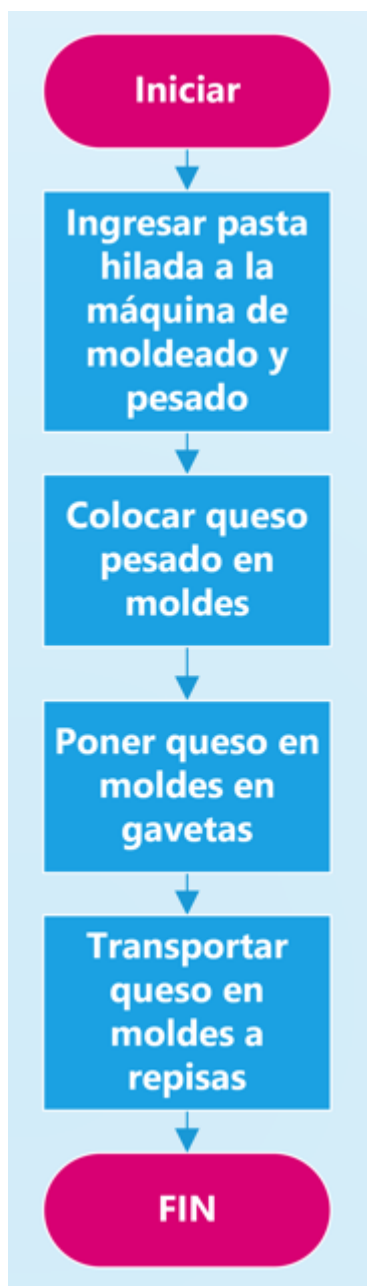 Iniciar
Ingresar pasta
hilada a la
máquina de
moldeado y
pesado
Colocar queso
pesado en
moldes
Poner queso en
moldes en
gavetas
Transportar
queso en
moldes a
repisas
FIN